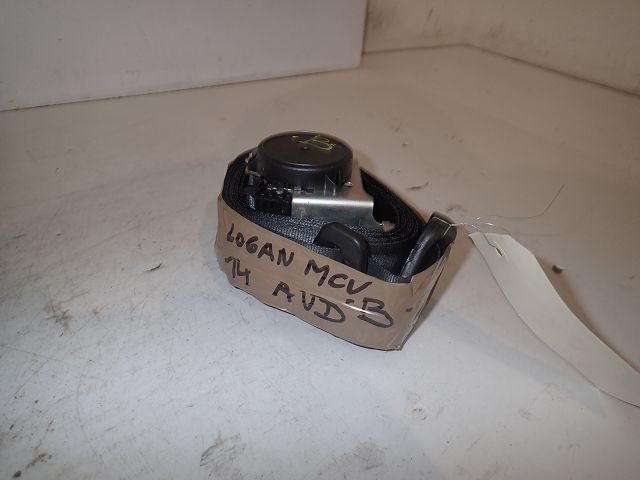 B
LOGAN MCV
'14 AVD 'B-